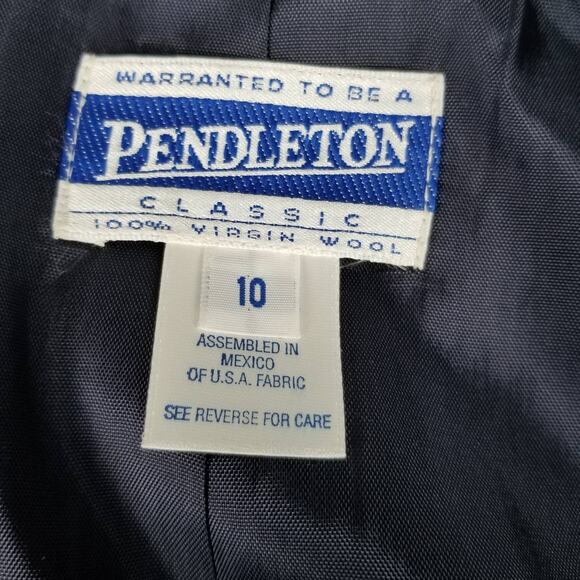 WARRANTED TO BE A
PENDLETON
CLASSIC
100% VIRGIN WOOL
10
ASSEMBLED IN
MEXICO
OF U.S.A. FABRIC
SEE REVERSE FOR CARE